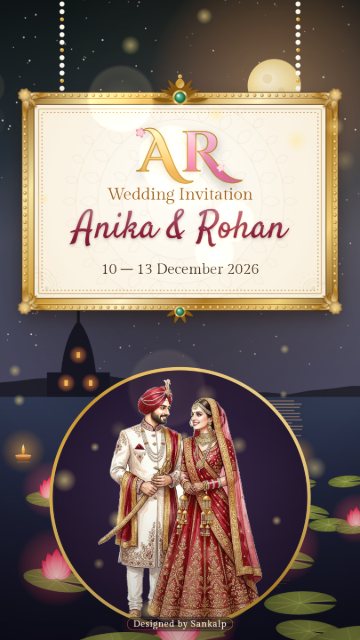 AR
Wedding Invitation
Anika & Rohan
10 — 13 December 2026
Designed by Sankalp